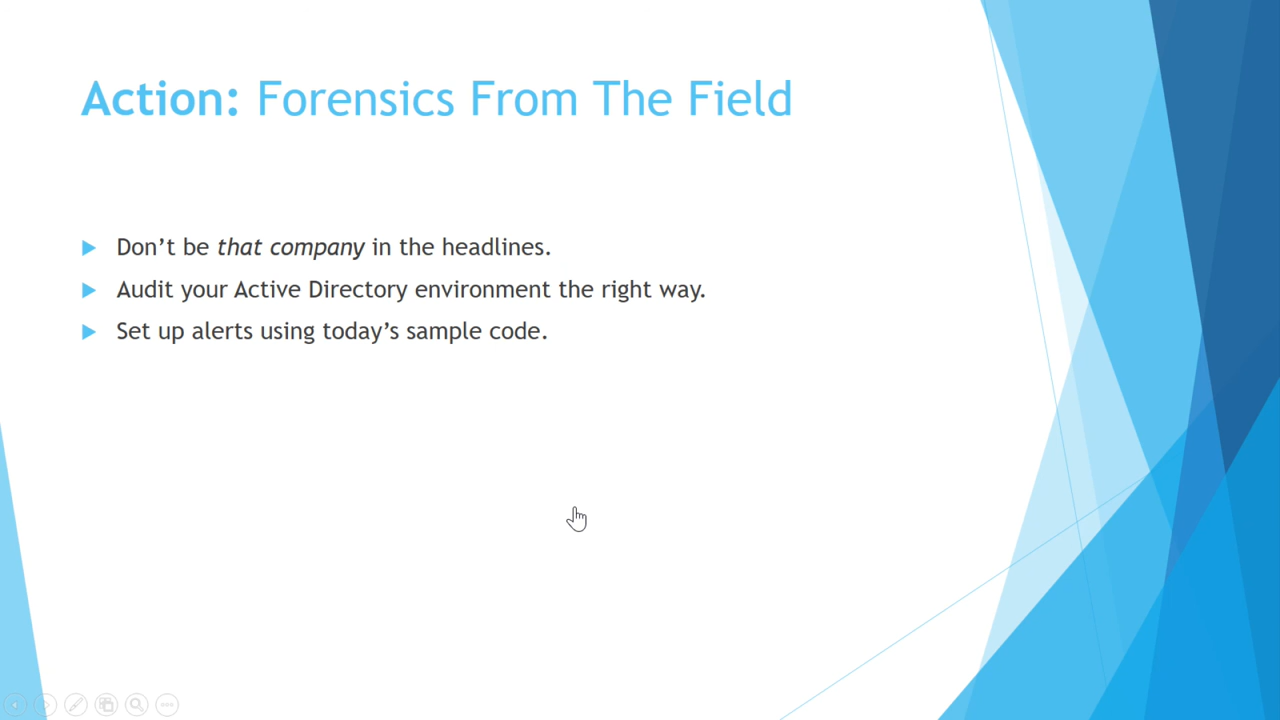 Action: Forensics From The Field
Don’t be that company in the headlines.
Audit your Active Directory environment the right way.
Set up alerts using today’s sample code.